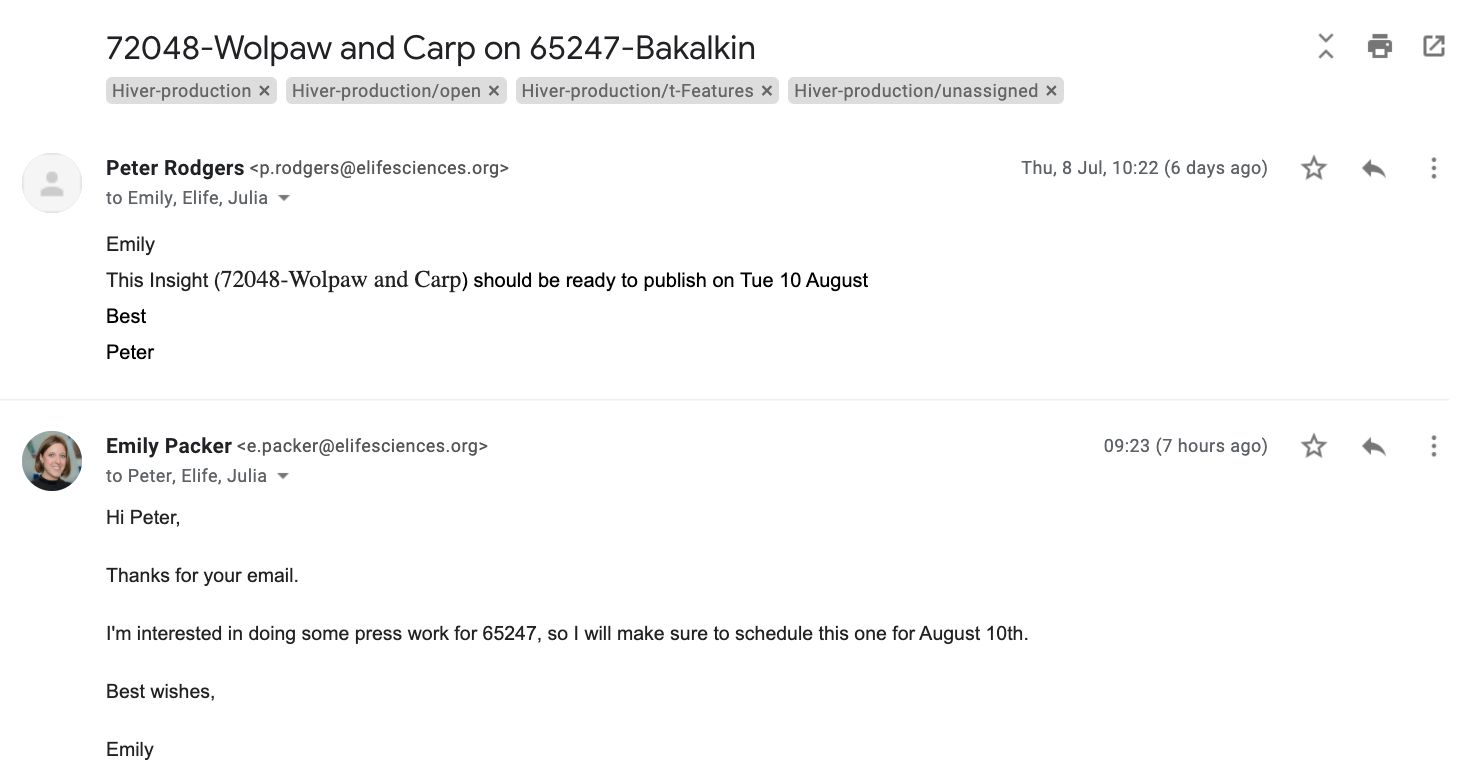 72048-Wolpaw and Carp on 65247-Bakalkin
Hiver-production × Hiver-production/open × Hiver-production/t-Features × Hiver-production/unassigned ×
Peter Rodgers <p.rodgers@elifesciences.org> Thu, 8 Jul, 10:22 (6 days ago)
to Emily, Elife, Julia
Emily
This Insight (72048-Wolpaw and Carp) should be ready to publish on Tue 10 August
Best
Peter
Emily Packer <e.packer@elifesciences.org> 09:23 (7 hours ago)
to Peter, Elife, Julia
Hi Peter,
Thanks for your email.
I'm interested in doing some press work for 65247, so I will make sure to schedule this one for August 10th.
Best wishes,
Emily